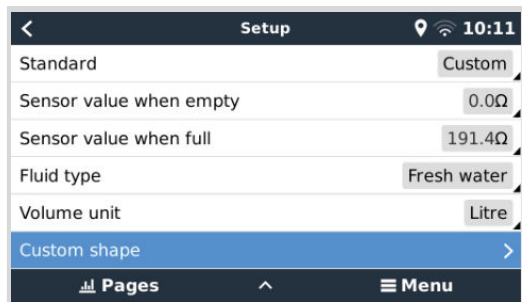 Setup 10:11
Standard Custom
Sensor value when empty 0.0Ω
Sensor value when full 191.4Ω
Fluid type Fresh water
Volume unit Litre
Custom shape
Pages Menu